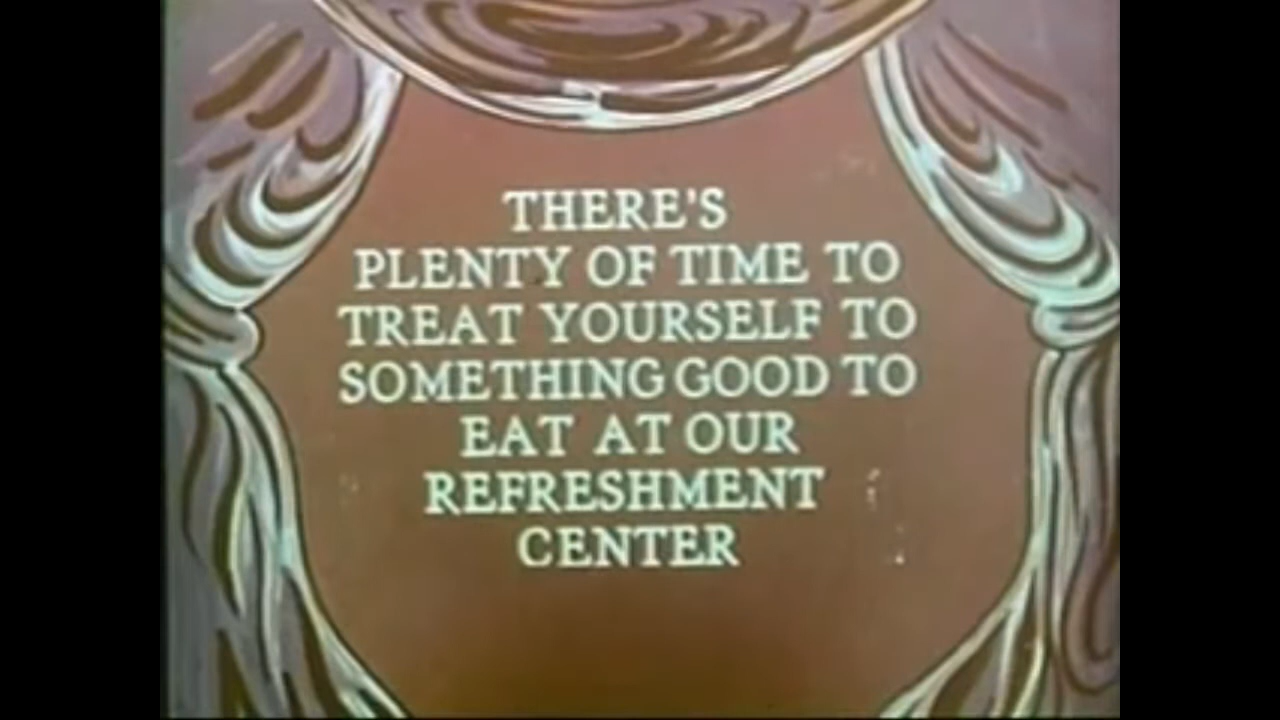 THERE'S
PLENTY OF TIME TO
TREAT YOURSELF TO
SOMETHING GOOD TO
EAT AT OUR
REFRESHMENT
CENTER